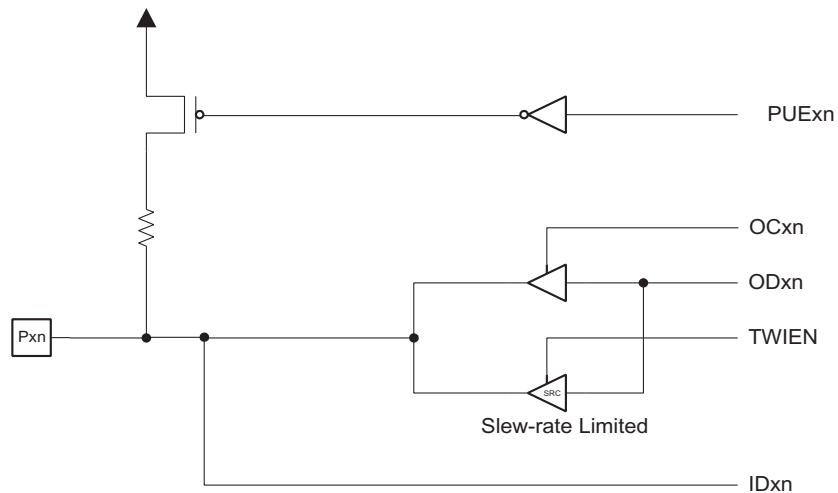 PUExn
OCxn
ODxn
Pxn
TWIEN
SRC
Slew-rate Limited
IDxn